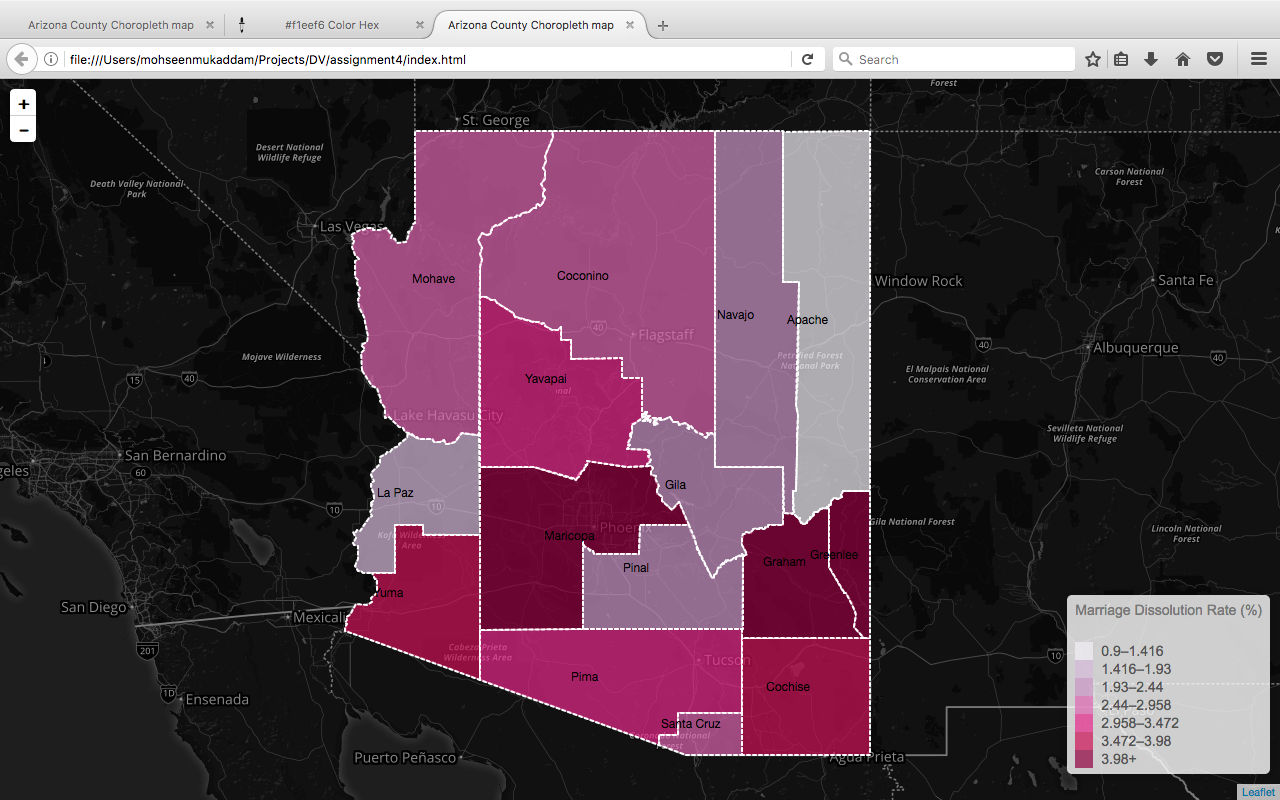 Arizona County Choropleth map
#f1eef6 Color Hex
Arizona County Choropleth map
file:///Users/mohseenmukaddam/Projects/DV/assignment4/index.html
Search
+
−
Forest
St. George
Desert National
Wildlife Refuge
Death Valley National
Park
Carson National
Forest
Las Vegas
Mohave
Coconino
Window Rock
Santa Fe
Navajo
Apache
40
Flagstaff
Mojave Wilderness
Petrified Forest
National Park
40
Albuquerque
40
15
40
Yavapai
El Malpais National
Conservation Area
Lake Havasu City
Sevilleta National
Wildlife Refuge
San Bernardino
60
La Paz
10
10
Gila
Phoenix
Maricopa
Gila National Forest
Lincoln National
Forest
Kofa Wilderness
Area
Pinal
Graham
Greenlee
Yuma
San Diego
Mexicali
201
Cabeza Prieta
Wilderness Area
Tucson
10
Pima
Cochise
1D
Ensenada
Santa Cruz
Coronado National
Forest
Puerto Peñasco
Agua Prieta
Marriage Dissolution Rate (%)
0.9–1.416
1.416–1.93
1.93–2.44
2.44–2.958
2.958–3.472
3.472–3.98
3.98+
Leaflet